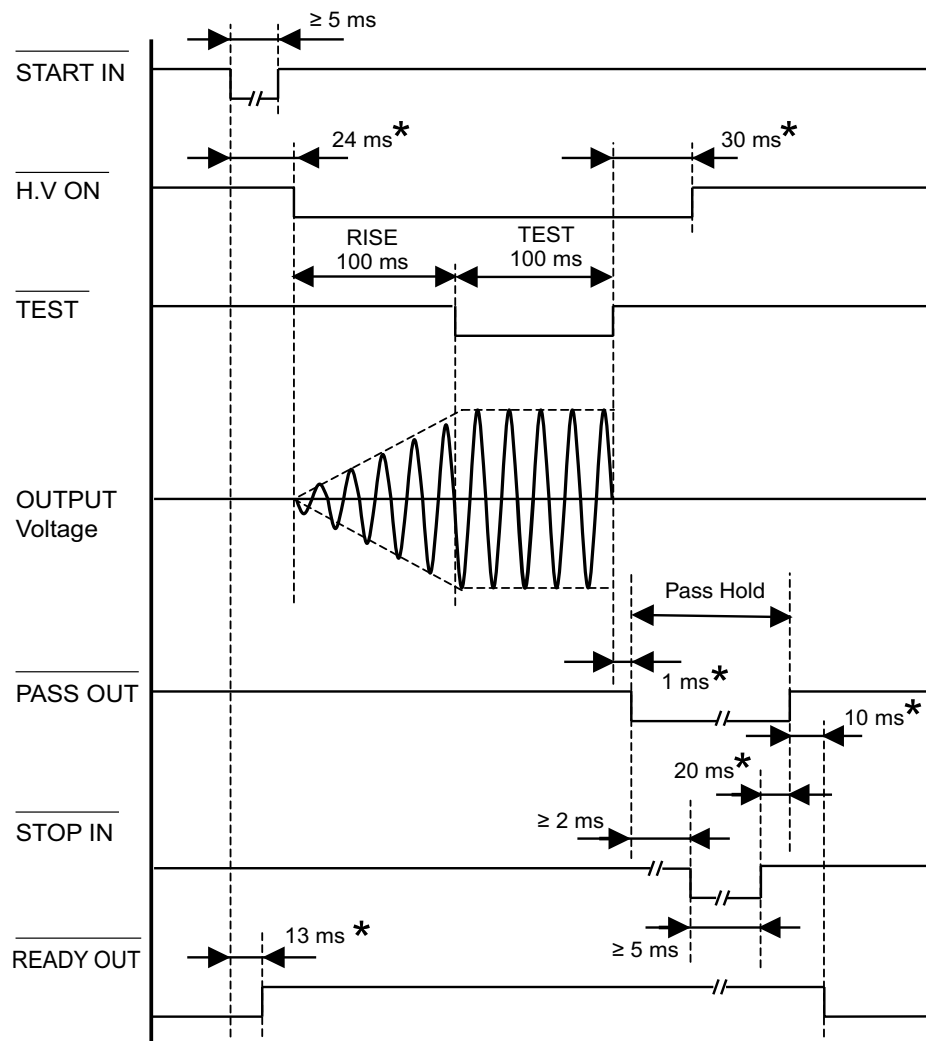 ≥ 5 ms
START IN
24 ms*
30 ms*
H.V ON
RISE
100 ms
TEST
100 ms
TEST
OUTPUT
Voltage
Pass Hold
1 ms*
PASS OUT
10 ms*
20 ms*
STOP IN
≥ 2 ms
≥ 5 ms
13 ms*
READY OUT